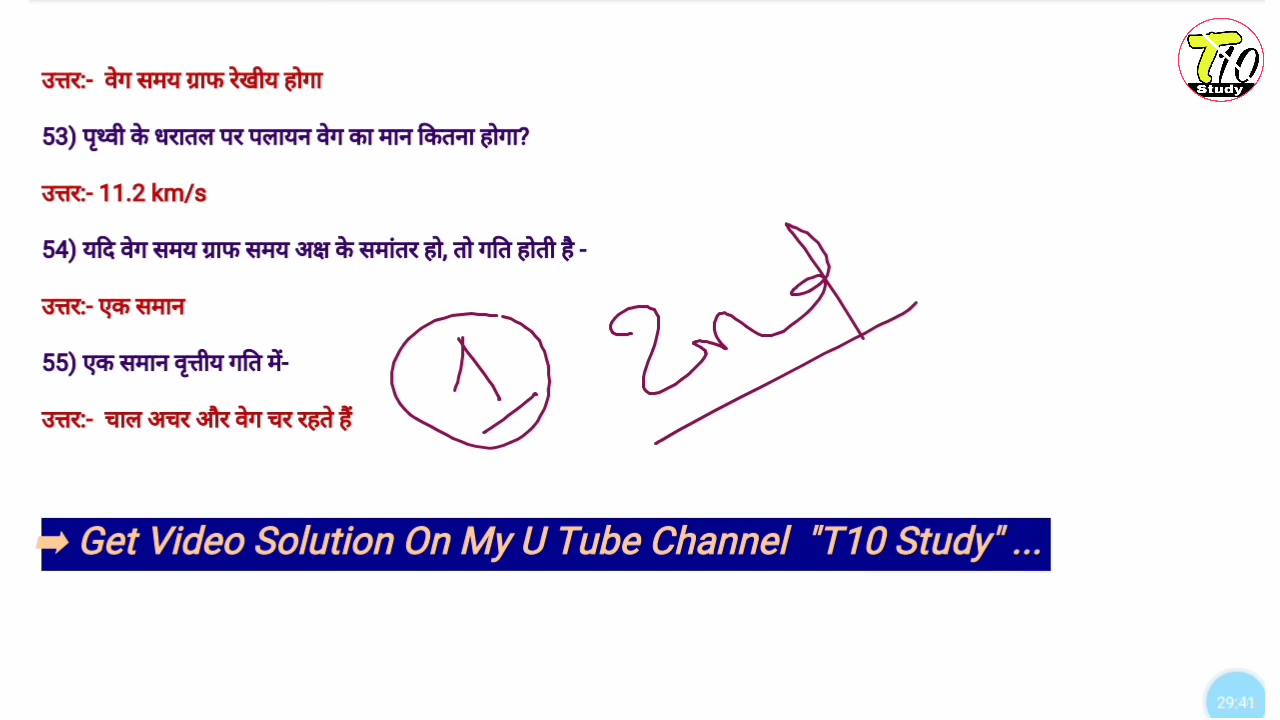 T10
Study
उत्तर:- वेग समय ग्राफ रेखीय होगा
53) पृथ्वी के धरातल पर पलायन वेग का मान कितना होगा?
उत्तर:- 11.2 km/s
54) यदि वेग समय ग्राफ समय अक्ष के समांतर हो, तो गति होती है -
उत्तर:- एक समान
55) एक समान वृत्तीय गति में-
उत्तर:- चाल अचर और वेग चर रहते हैं
2nd
➡ Get Video Solution On My U Tube Channel "T10 Study" ...
29:41